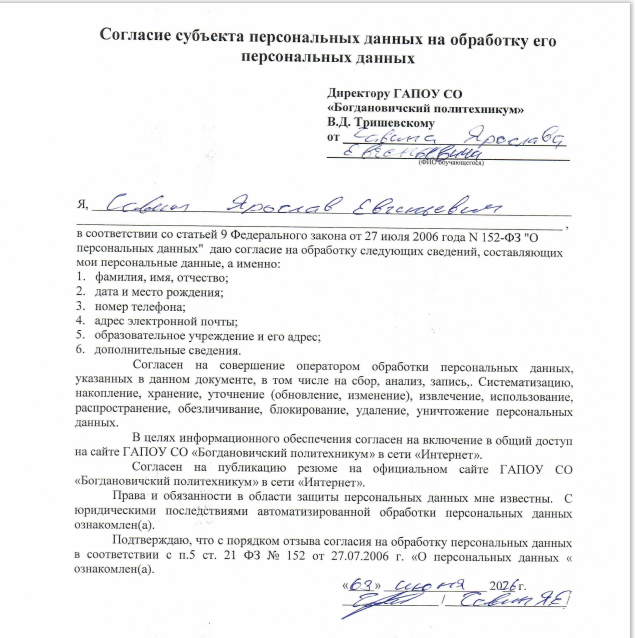 Согласие субъекта персональных данных на обработку его
персональных данных
Директору ГАПОУ СО
«Богдановичский политехникум»
В.Д. Тришевскому
от Савина Ярослава
Евгеньевича
(ФИО обучающегося)
Я, Савин Ярослав Евгеньевич
,
в соответствии со статьей 9 Федерального закона от 27 июля 2006 года N 152-ФЗ "О
персональных данных" даю согласие на обработку следующих сведений, составляющих
мои персональные данные, а именно:
1. фамилия, имя, отчество;
2. дата и место рождения;
3. номер телефона;
4. адрес электронной почты;
5. образовательное учреждение и его адрес;
6. дополнительные сведения.
Согласен на совершение оператором обработки персональных данных,
указанных в данном документе, в том числе на сбор, анализ, запись,. Систематизацию,
накопление, хранение, уточнение (обновление, изменение), извлечение, использование,
распространение, обезличивание, блокирование, удаление, уничтожение персональных
данных.
В целях информационного обеспечения согласен на включение в общий доступ
на сайте ГАПОУ СО «Богдановичский политехникум» в сети «Интернет».
Согласен на публикацию резюме на официальном сайте ГАПОУ СО
«Богдановичский политехникум» в сети «Интернет».
Права и обязанности в области защиты персональных данных мне известны. С
юридическими последствиями автоматизированной обработки персональных данных
ознакомлен(а).
Подтверждаю, что с порядком отзыва согласия на обработку персональных данных
в соответствии с п.5 ст. 21 ФЗ № 152 от 27.07.2006 г. «О персональных данных «
ознакомлен(а).
«03» июня 2026 г.
/ Савин Я.Е /